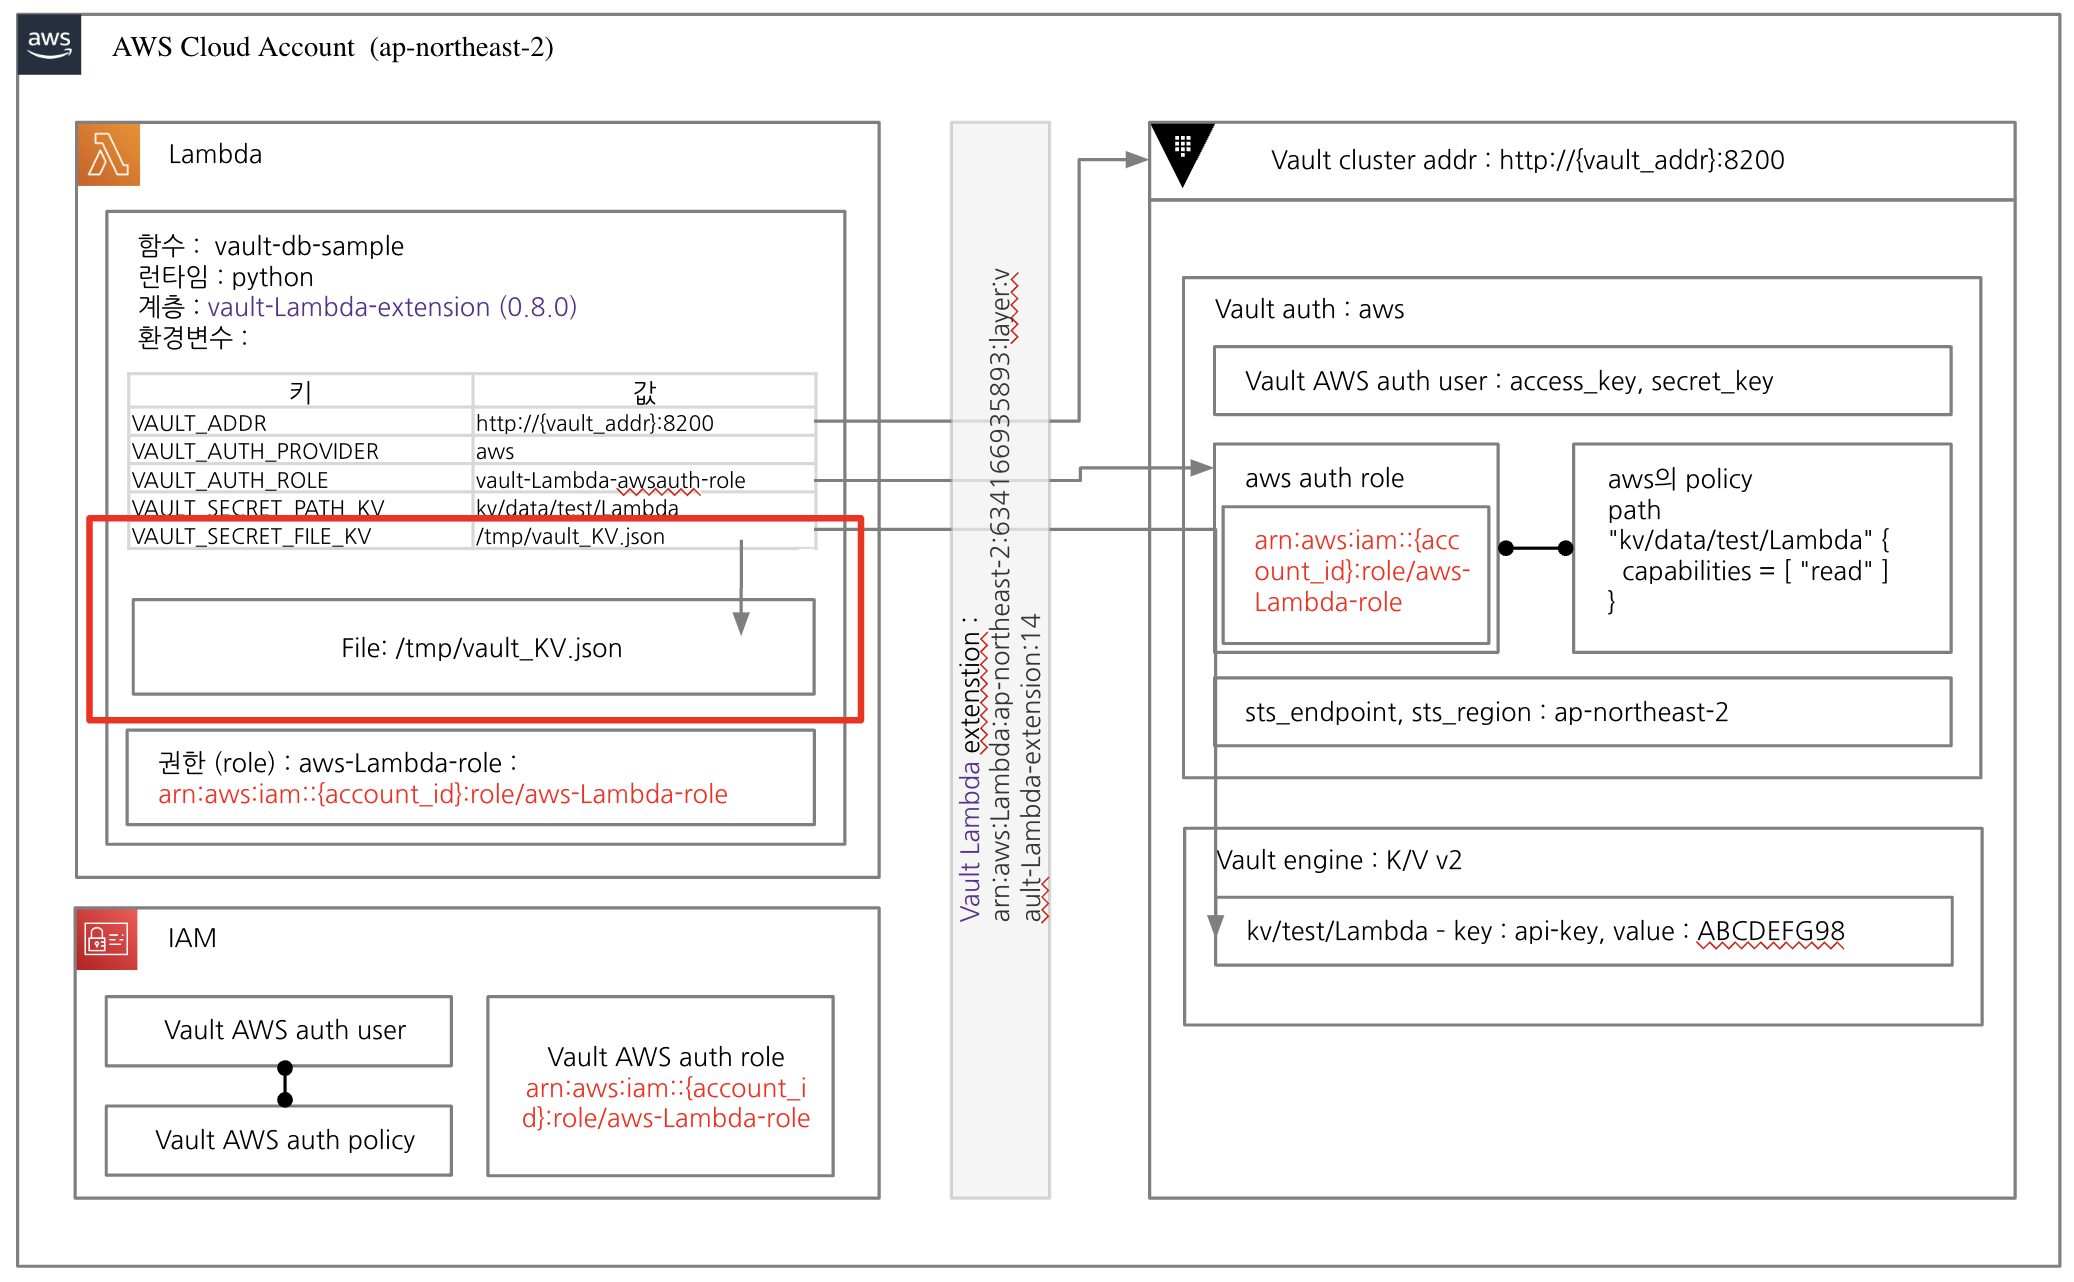 aws
AWS Cloud Account  (ap-northeast-2)
Lambda
함수 :  vault-db-sample
런타임 : python
계층 : vault-Lambda-extension (0.8.0)
환경변수 :
키 값
VAULT_ADDR http://{vault_addr}:8200
VAULT_AUTH_PROVIDER aws
VAULT_AUTH_ROLE vault-Lambda-awsauth-role
VAULT_SECRET_PATH_KV kv/data/test/Lambda
VAULT_SECRET_FILE_KV /tmp/vault_KV.json
File: /tmp/vault_KV.json
권한 (role) : aws-Lambda-role :
arn:aws:iam::{account_id}:role/aws-Lambda-role
IAM
Vault AWS auth user
Vault AWS auth policy
Vault AWS auth role
arn:aws:iam::{account_i
d}:role/aws-Lambda-role
Vault Lambda extenstion :
arn:aws:Lambda:ap-northeast-2:634166935893:layer:v
ault-Lambda-extension:14
Vault cluster addr : http://{vault_addr}:8200
Vault auth : aws
Vault AWS auth user : access_key, secret_key
aws auth role
arn:aws:iam::{acc
ount_id}:role/aws-
Lambda-role
aws의 policy
path
"kv/data/test/Lambda" {
  capabilities = [ "read" ]
}
sts_endpoint, sts_region : ap-northeast-2
Vault engine : K/V v2
kv/test/Lambda - key : api-key, value : ABCDEFG98